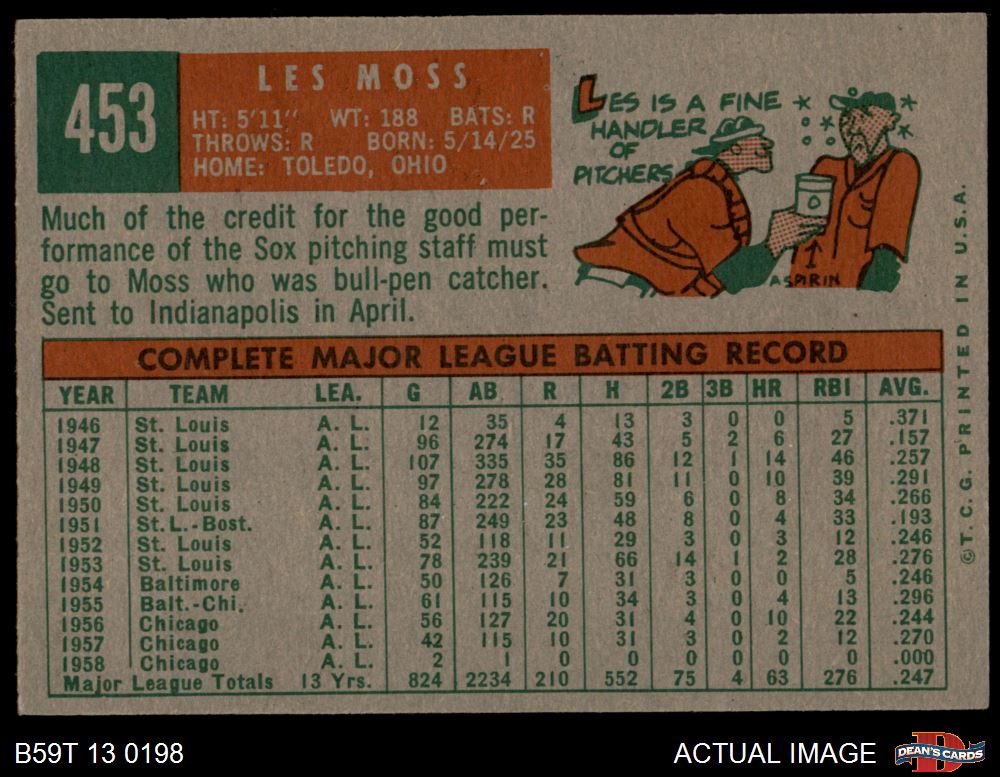 453
LES MOSS
HT: 5'11" WT: 188 BATS: R
THROWS: R BORN: 5/14/25
HOME: TOLEDO, OHIO
LES IS A FINE
HANDLER
OF
PITCHERS
ASPIRIN
Much of the credit for the good per-
formance of the Sox pitching staff must
go to Moss who was bull-pen catcher.
Sent to Indianapolis in April.
COMPLETE MAJOR LEAGUE BATTING RECORD
YEAR TEAM LEA. G AB R H 2B 3B HR RBI AVG.
1946 St. Louis A. L. 12 35 4 13 3 0 0 5 .371
1947 St. Louis A. L. 96 274 17 43 5 2 6 27 .157
1948 St. Louis A. L. 107 335 35 86 12 1 14 46 .257
1949 St. Louis A. L. 97 278 28 81 11 0 10 39 .291
1950 St. Louis A. L. 84 222 24 59 6 0 8 34 .266
1951 St. L.-Bost. A. L. 87 249 23 48 8 0 4 33 .193
1952 St. Louis A. L. 52 118 11 29 3 0 3 12 .246
1953 St. Louis A. L. 78 239 21 66 14 1 2 28 .276
1954 Baltimore A. L. 50 126 7 31 3 0 0 5 .246
1955 Balt.-Chi. A. L. 61 115 10 34 3 0 4 13 .296
1956 Chicago A. L. 56 127 20 31 4 0 10 22 .244
1957 Chicago A. L. 42 115 10 31 3 0 2 12 .270
1958 Chicago A. L. 2 1 0 0 0 0 0 0 .000
Major League Totals 13 Yrs. 824 2234 210 552 75 4 63 276 .247
© T. C. G. PRINTED IN U.S.A.
B59T 13 0198
ACTUAL IMAGE
D
DEAN'S CARDS